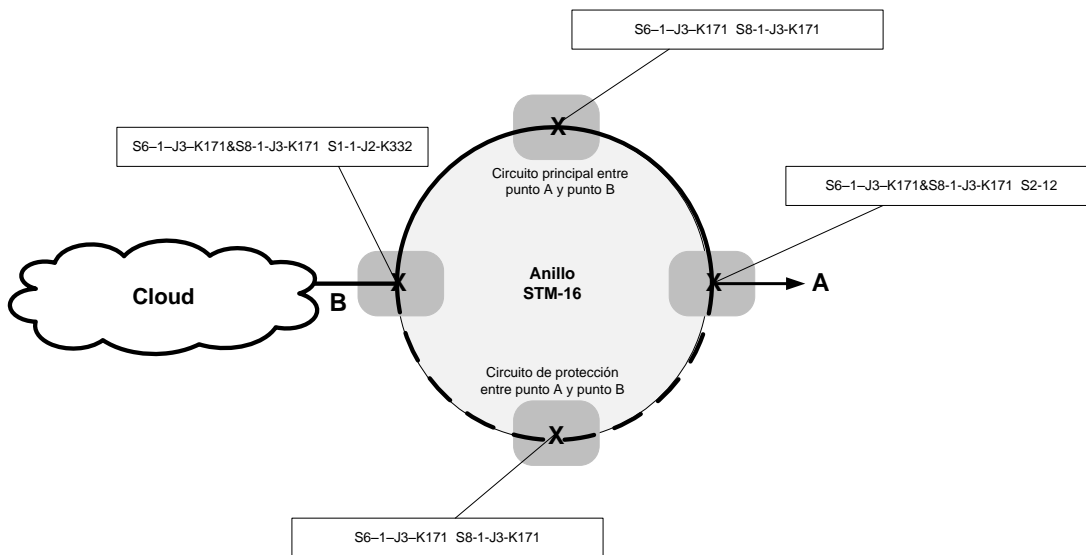 S6–1–J3–K171 S8-1-J3-K171
S6–1–J3–K171&S8-1-J3-K171 S1-1-J2-K332
Circuito principal entre
punto A y punto B
S6–1–J3–K171&S8-1-J3-K171 S2-12
Cloud
B
X
X
X
X
Anillo
STM-16
A
Circuito de protección
entre punto A y punto B
S6–1–J3–K171 S8-1-J3-K171